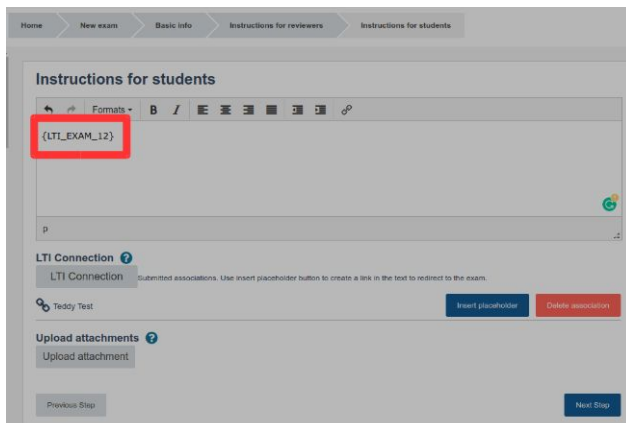 Home New exam Basic info Instructions for reviewers Instructions for students
Instructions for students
Formats B I
{LTI_EXAM_12}
p
LTI Connection ?
LTI Connection Submitted associations. Use insert placeholder button to create a link in the text to redirect to the exam.
Teddy Test Insert placeholder Delete association
Upload attachments ?
Upload attachment
Previous Step Next Step